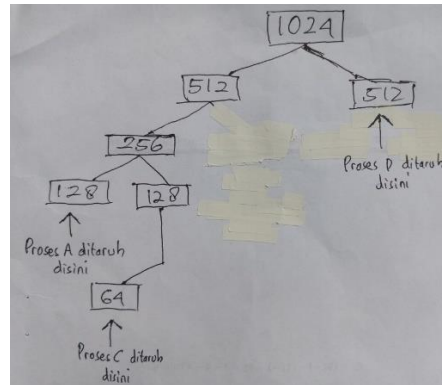 1024
512
512
256
Proses D ditaruh
disini
128
128
Proses A ditaruh
disini
64
Proses C ditaruh
disini